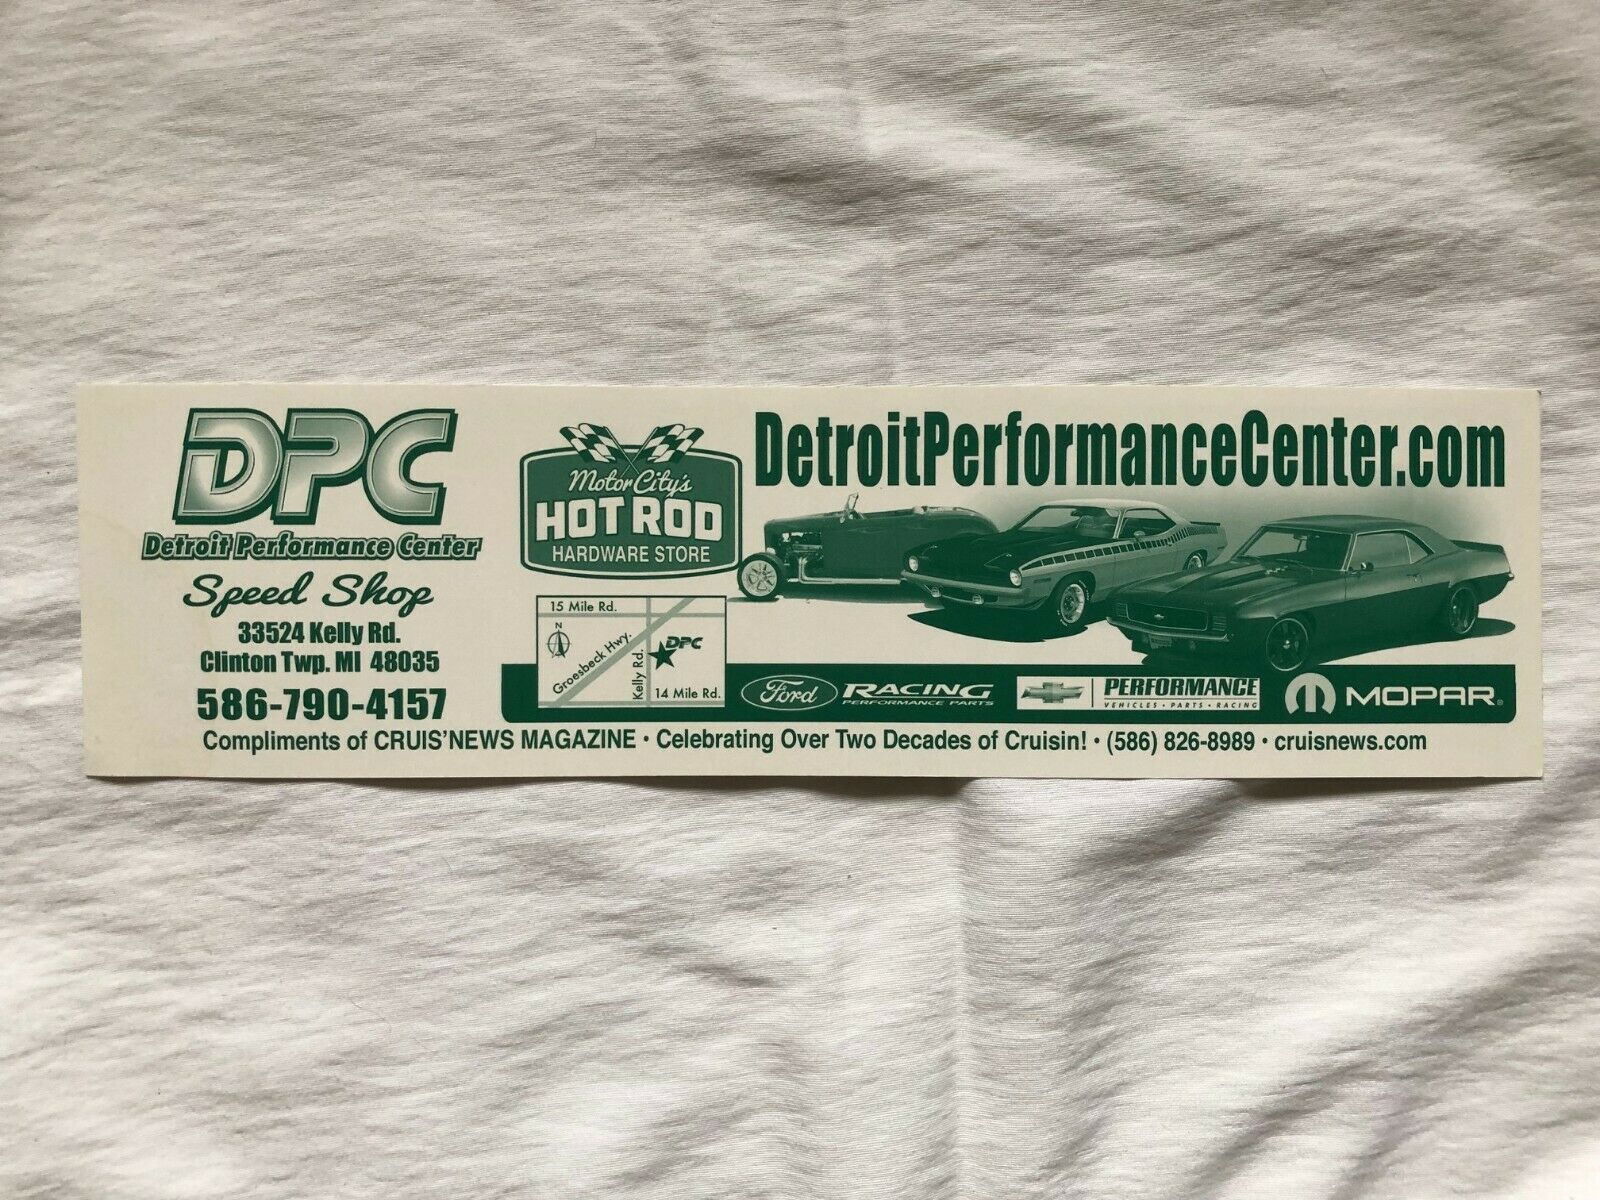 DPC
Detroit Performance Center
Speed Shop
33524 Kelly Rd.
Clinton Twp. MI 48035
586-790-4157
Motor City's
HOT ROD
HARDWARE STORE
15 Mile Rd.
N
Groesbeck Hwy.
Kelly Rd.
DPC
14 Mile Rd.
DetroitPerformanceCenter.com
Ford
RACING
PERFORMANCE PARTS
PERFORMANCE
VEHICLES • PARTS • RACING
MOPAR®
Compliments of CRUIS'NEWS MAGAZINE • Celebrating Over Two Decades of Cruisin! • (586) 826-8989 • cruisnews.com